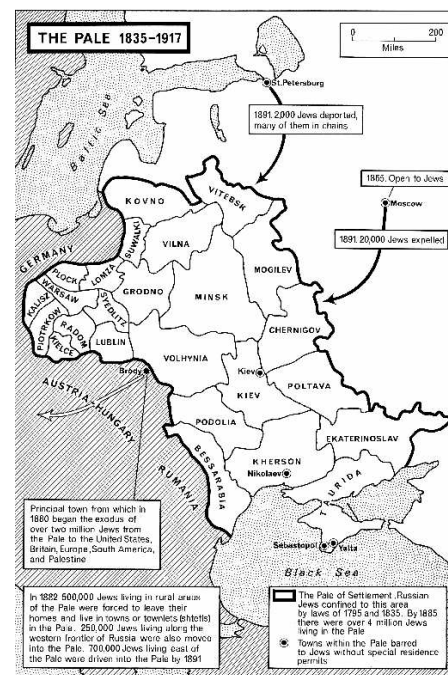 THE PALE 1835-1917
0 200
Miles
St. Petersburg
1891. 2,000 Jews deported,
many of them in chains
Baltic Sea
1865. Open to Jews
Moscow
1891. 20,000 Jews expelled
KOVNO
VITEBSK
SUWALKI
VILNA
GERMANY
MOGILEV
PLOCK
LOMZA
GRODNO
MINSK
WARSAW
KALISZ
SYEDLITZ
CHERNIGOV
PIOTRKOW
RADOM
KIELCE
LUBLIN
VOLHYNIA
Kiev
POLTAVA
Brody
KIEV
AUSTRIA-HUNGARY
PODOLIA
EKATERINOSLAV
BESSARABIA
KHERSON
RUMANIA
Nikolaev
TAURIDA
Principal town from which in
1880 began the exodus of
over two million Jews from
the Pale to the United States,
Britain, Europe, South America,
and Palestine
Sebastopol
Yalta
Black Sea
In 1882 500,000 Jews living in rural areas
of the Pale were forced to leave their
homes and live in towns or townlets (shtetls)
in the Pale. 250,000 Jews living along the
western frontier of Russia were also moved
into the Pale. 700,000 Jews living east of
the Pale were driven into the Pale by 1891
The Pale of Settlement. Russian
Jews confined to this area
by laws of 1795 and 1835. By 1885
there were over 4 million Jews
living in the Pale
Towns within the Pale barred
to Jews without special residence
permits